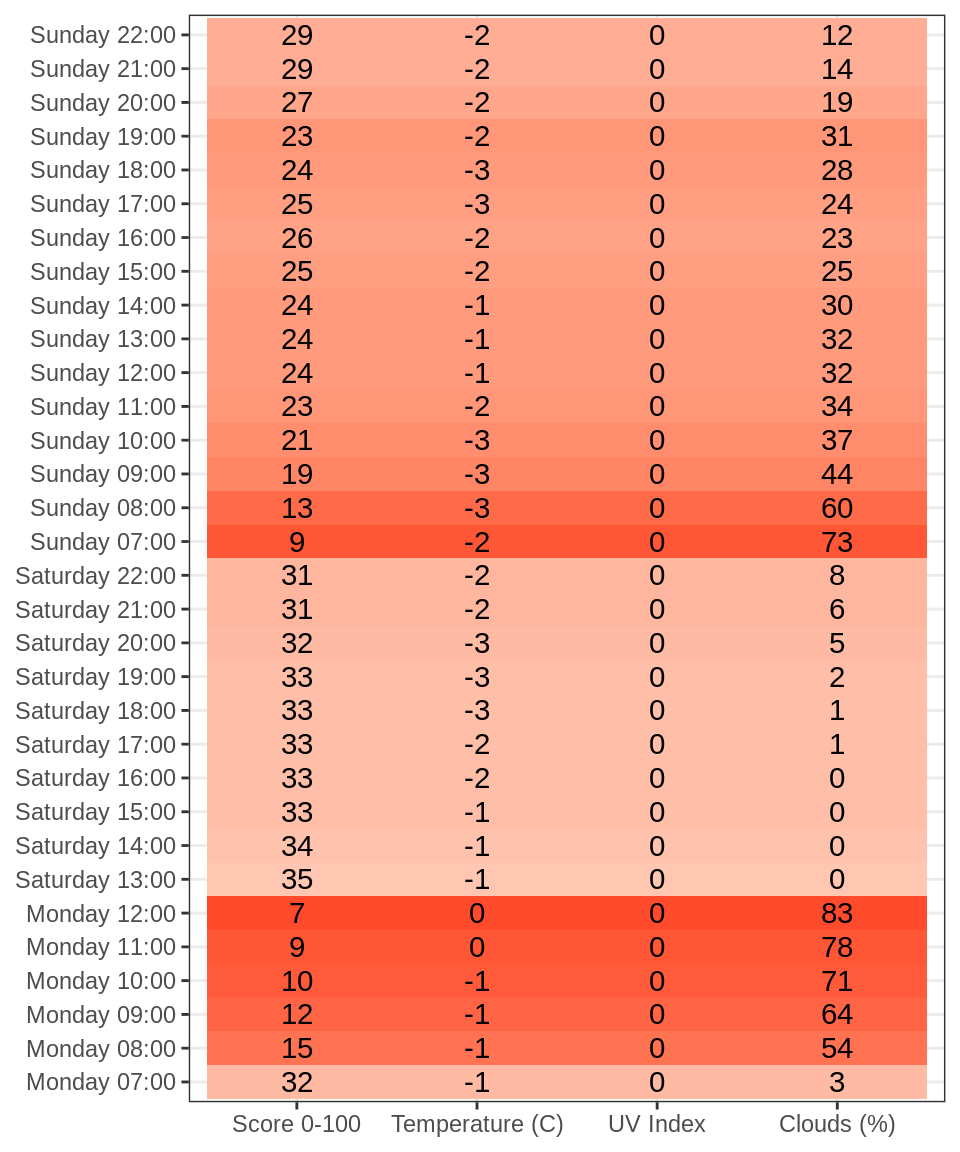 Sunday 22:00 29 -2 0 12
Sunday 21:00 29 -2 0 14
Sunday 20:00 27 -2 0 19
Sunday 19:00 23 -2 0 31
Sunday 18:00 24 -3 0 28
Sunday 17:00 25 -3 0 24
Sunday 16:00 26 -2 0 23
Sunday 15:00 25 -2 0 25
Sunday 14:00 24 -1 0 30
Sunday 13:00 24 -1 0 32
Sunday 12:00 24 -1 0 32
Sunday 11:00 23 -2 0 34
Sunday 10:00 21 -3 0 37
Sunday 09:00 19 -3 0 44
Sunday 08:00 13 -3 0 60
Sunday 07:00 9 -2 0 73
Saturday 22:00 31 -2 0 8
Saturday 21:00 31 -2 0 6
Saturday 20:00 32 -3 0 5
Saturday 19:00 33 -3 0 2
Saturday 18:00 33 -3 0 1
Saturday 17:00 33 -2 0 1
Saturday 16:00 33 -2 0 0
Saturday 15:00 33 -1 0 0
Saturday 14:00 34 -1 0 0
Saturday 13:00 35 -1 0 0
Monday 12:00 7 0 0 83
Monday 11:00 9 0 0 78
Monday 10:00 10 -1 0 71
Monday 09:00 12 -1 0 64
Monday 08:00 15 -1 0 54
Monday 07:00 32 -1 0 3
Score 0-100 Temperature (C) UV Index Clouds (%)